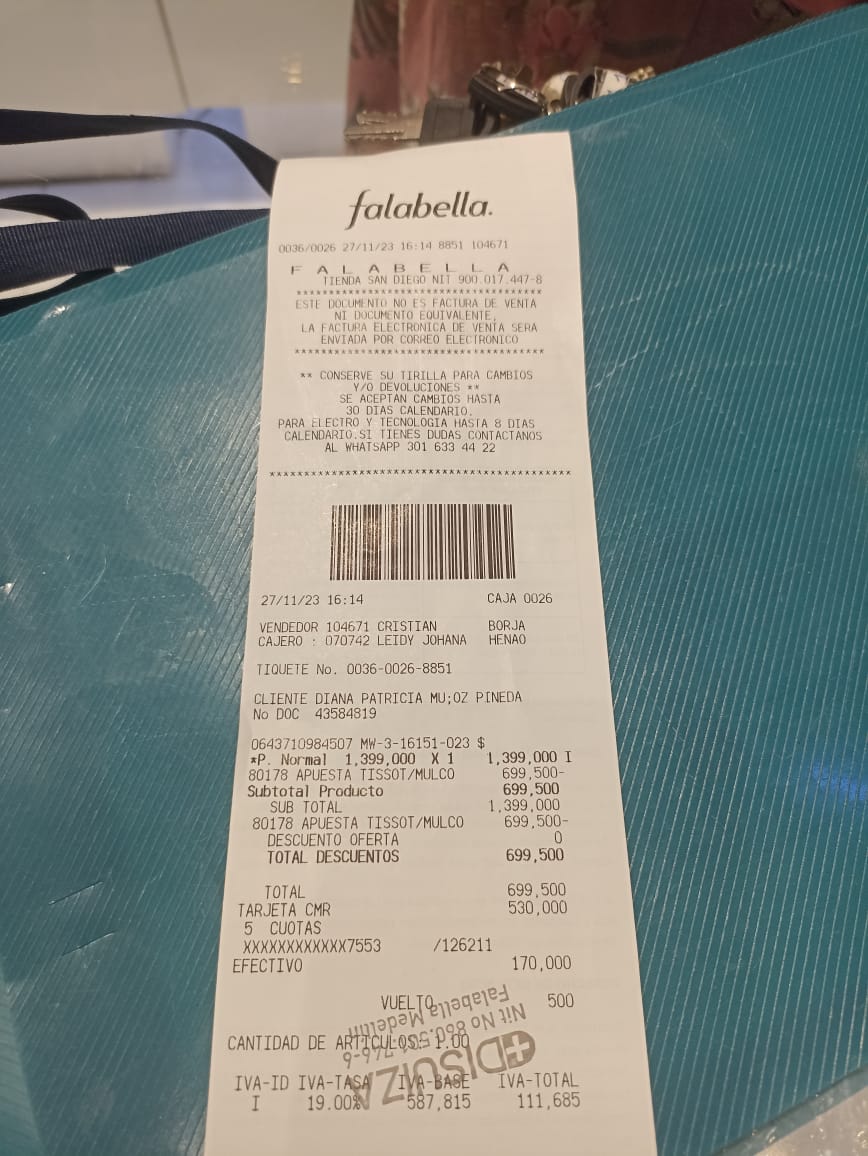 falabella.
0036/0026 27/11/23 16:14 8851 104671
F A L A B E L L A
TIENDA SAN DIEGO NIT 900.017.447-8
******************************************
ESTE DOCUMENTO NO ES FACTURA DE VENTA
NI DOCUMENTO EQUIVALENTE,
LA FACTURA ELECTRONICA DE VENTA SERA
ENVIADA POR CORREO ELECTRONICO
******************************************
** CONSERVE SU TIRILLA PARA CAMBIOS
Y/O DEVOLUCIONES **
SE ACEPTAN CAMBIOS HASTA
30 DIAS CALENDARIO.
PARA ELECTRO Y TECNOLOGIA HASTA 8 DIAS
CALENDARIO.SI TIENES DUDAS CONTACTANOS
AL WHATSAPP 301 633 44 22
******************************************
27/11/23 16:14 CAJA 0026
VENDEDOR 104671 CRISTIAN BORJA
CAJERO : 070742 LEIDY JOHANA HENAO
TIQUETE No. 0036-0026-8851
CLIENTE DIANA PATRICIA MU;OZ PINEDA
No DOC 43584819
0643710984507 MW-3-16151-023 $
*P. Normal 1,399,000 X 1 1,399,000 I
80178 APUESTA TISSOT/MULCO 699,500-
Subtotal Producto 699,500
SUB TOTAL 1,399,000
80178 APUESTA TISSOT/MULCO 699,500-
DESCUENTO OFERTA 0
TOTAL DESCUENTOS 699,500
TOTAL 699,500
TARJETA CMR 530,000
5 CUOTAS
XXXXXXXXXXXX7553 /126211
EFECTIVO 170,000
VUELTO 500
CANTIDAD DE ARTICULOS: 1.00
IVA-ID IVA-TASA IVA-BASE IVA-TOTAL
I 19.00% 587,815 111,685
DISUIZA
Nit No 860.501.746-6
Falabella Medellin